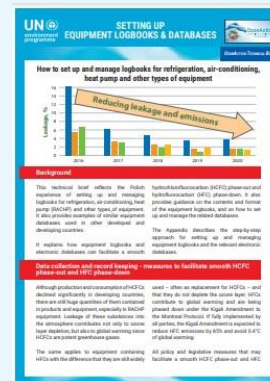 UN
environment
programme
SETTING UP
EQUIPMENT LOGBOOKS & DATABASES
OzonAction
How to set up and manage logbooks for refrigeration, air-conditioning,
heat pump and other types of equipment
Leakage, %
16
14
12
10
8
6
4
2
0
Reducing leakage and emissions
2016
2017
2018
2019
2020
Background
This technical brief reflects the Polish
experience of setting up and managing
logbooks for refrigeration, air conditioning, heat
pump (RACHP) and other types of equipment.
It also provides examples of similar equipment
databases used in other developed and
developing countries.
It explains how equipment logbooks and
electronic databases can facilitate a smooth
hydrochlorofluorocarbon (HCFC) phase-out and
hydrofluorocarbon (HFC) phase-down. It also
provides guidance on the contents and format
of the equipment logbooks, and on how to set
up and manage the related databases.
The Appendix describes the step-by-step
approach for setting up and managing
equipment logbooks and the relevant electronic
databases.
Data collection and record keeping - measures to facilitate smooth HCFC
phase-out and HFC phase-down
Although production and consumption of HCFCs
declined significantly in developing countries,
there are still huge quantities of them contained
in products and equipment, especially in RACHP
equipment. Leakage of these substances into
the atmosphere contributes not only to ozone
layer depletion, but also to global warming since
HCFCs are potent greenhouse gases.
The same applies to equipment containing
HFCs with the difference that they are still widely
used – often as replacement for HCFCs – and
that they do not deplete the ozone layer. HFCs
contribute to global warming and are being
phased down under the Kigali Amendment to
the Montreal Protocol. If fully implemented by
all parties, the Kigali Amendment is expected to
reduce HFC emissions by 85% and avoid 0.4°C
of global warming.
All policy and legislative measures that may
facilitate a smooth HCFC phase-out and HFC